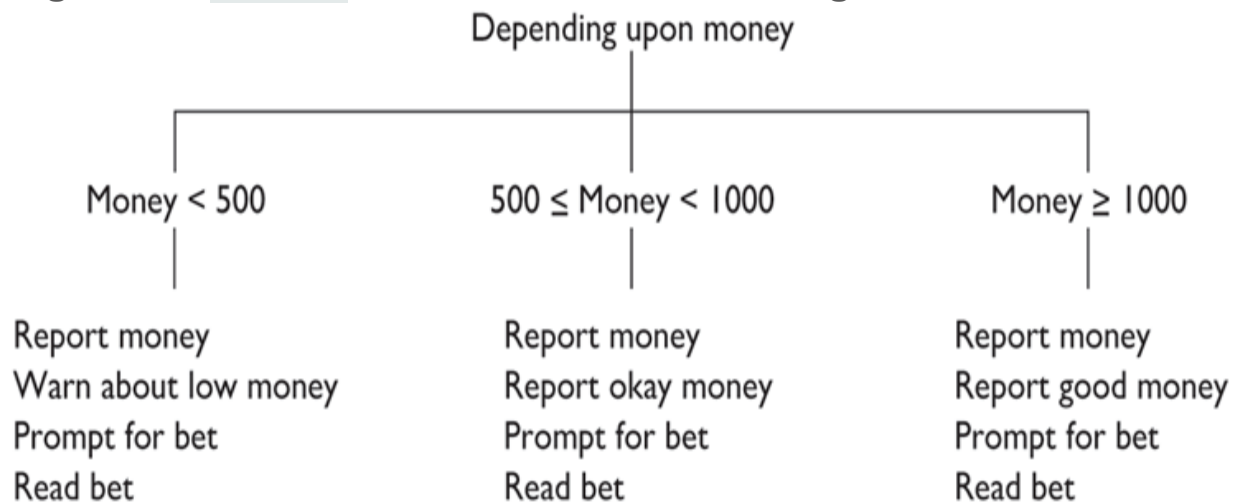 Depending upon money
Money < 500
500 ≤ Money < 1000
Money ≥ 1000
Report money
Warn about low money
Prompt for bet
Read bet
Report money
Report okay money
Prompt for bet
Read bet
Report money
Report good money
Prompt for bet
Read bet